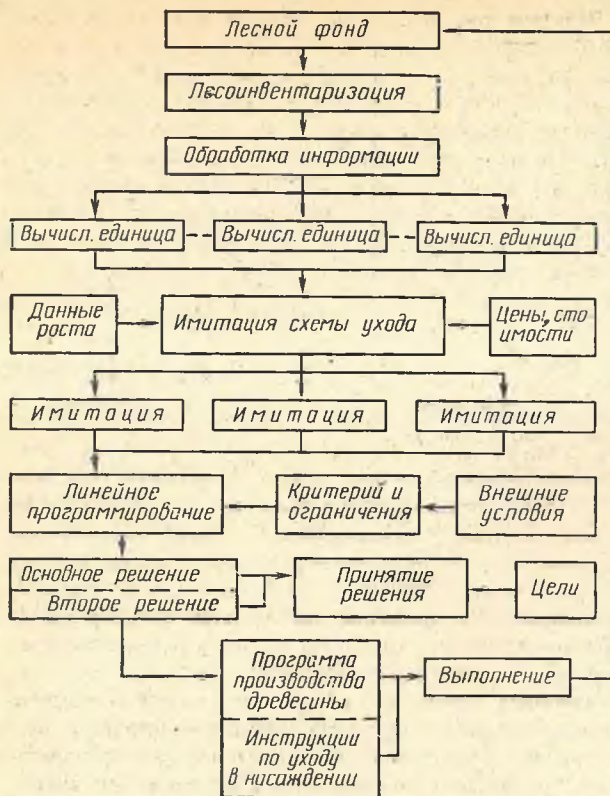 Лесной фонд
Лесоинвентаризация
Обработка информации
Вычисл. единица
Вычисл. единица
Вычисл. единица
Данные
роста
Имитация схемы ухода
Цены, сто
имости
Имитация
Имитация
Имитация
Линейное
программирование
Критерий и
ограничения
Внешние
условия
Основное решение
Второе решение
Принятие
решения
Цели
Программа
производства
древесины
Инструкции
по уходу
в насаждении
Выполнение